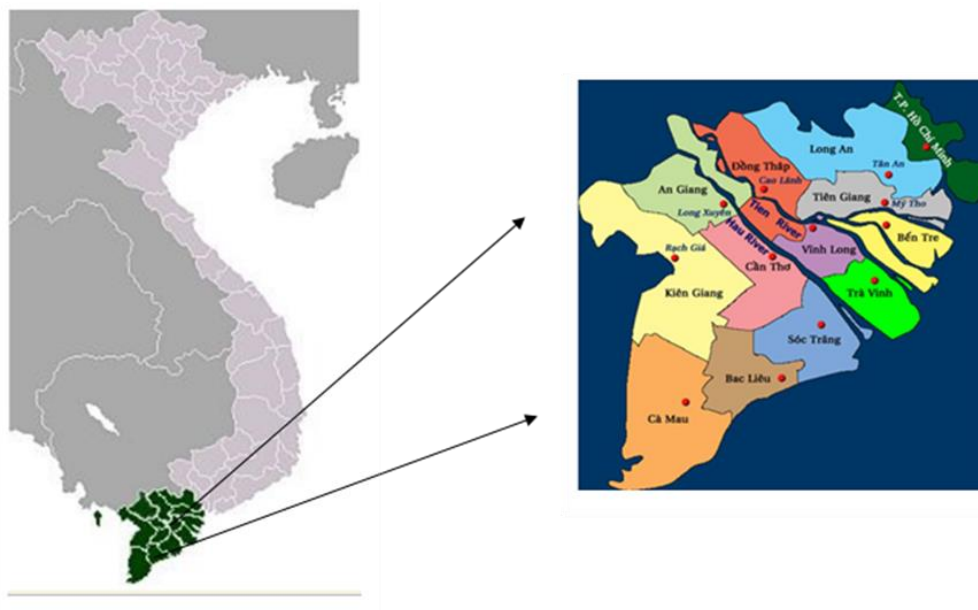 T.P. Hồ Chí Minh
Long An
Đồng Tháp
Tân An
Cao Lãnh
An Giang
Tiên Giang
Mỹ Tho
Long Xuyên
Tien River
Hau River
Bến Tre
Vĩnh Long
Rạch Giá
Cần Thơ
Kiên Giang
Trà Vinh
Sóc Trăng
Bac Liêu
Cà Mau